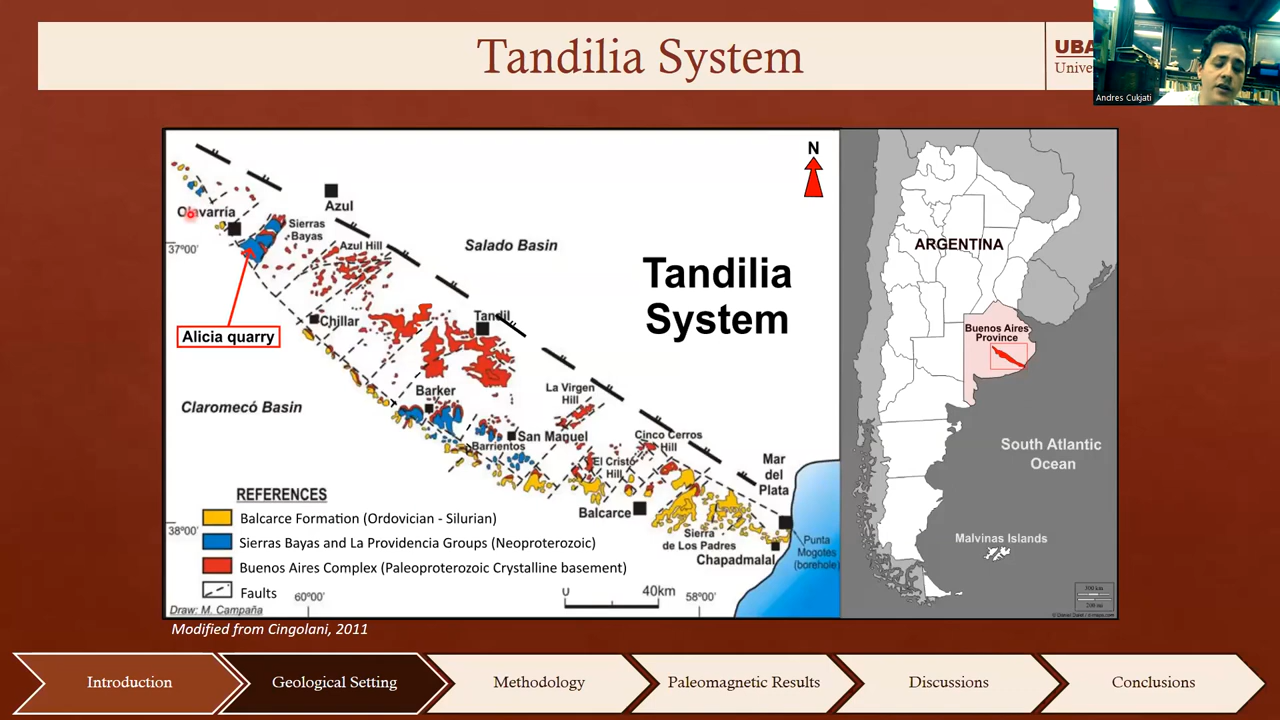 Tandilia System
UBA
Unive
Andres Cukjati
N
Azul
Olavarría
Sierras
Bayas
37°00'
Azul Hill
Salado Basin
Tandilia
System
Alicia quarry
Chillar
Tandil
Claromecó Basin
Barker
La Virgen
Hill
San Manuel
Barrientos
Cinco Cerros
Hill
El Cristo
Hill
Mar
del
Plata
Balcarce
Sierra
de Los Padres
Chapadmalal
Punta
Mogotes
(borehole)
REFERENCES
Balcarce Formation (Ordovician - Silurian)
Sierras Bayas and La Providencia Groups (Neoproterozoic)
Buenos Aires Complex (Paleoproterozoic Crystalline basement)
Faults
38°00'
60°00'
0 40km
58°00'
Draw: M. Campaña
ARGENTINA
Buenos Aires
Province
South Atlantic
Ocean
Malvinas Islands
Modified from Cingolani, 2011
Introduction
Geological Setting
Methodology
Paleomagnetic Results
Discussions
Conclusions